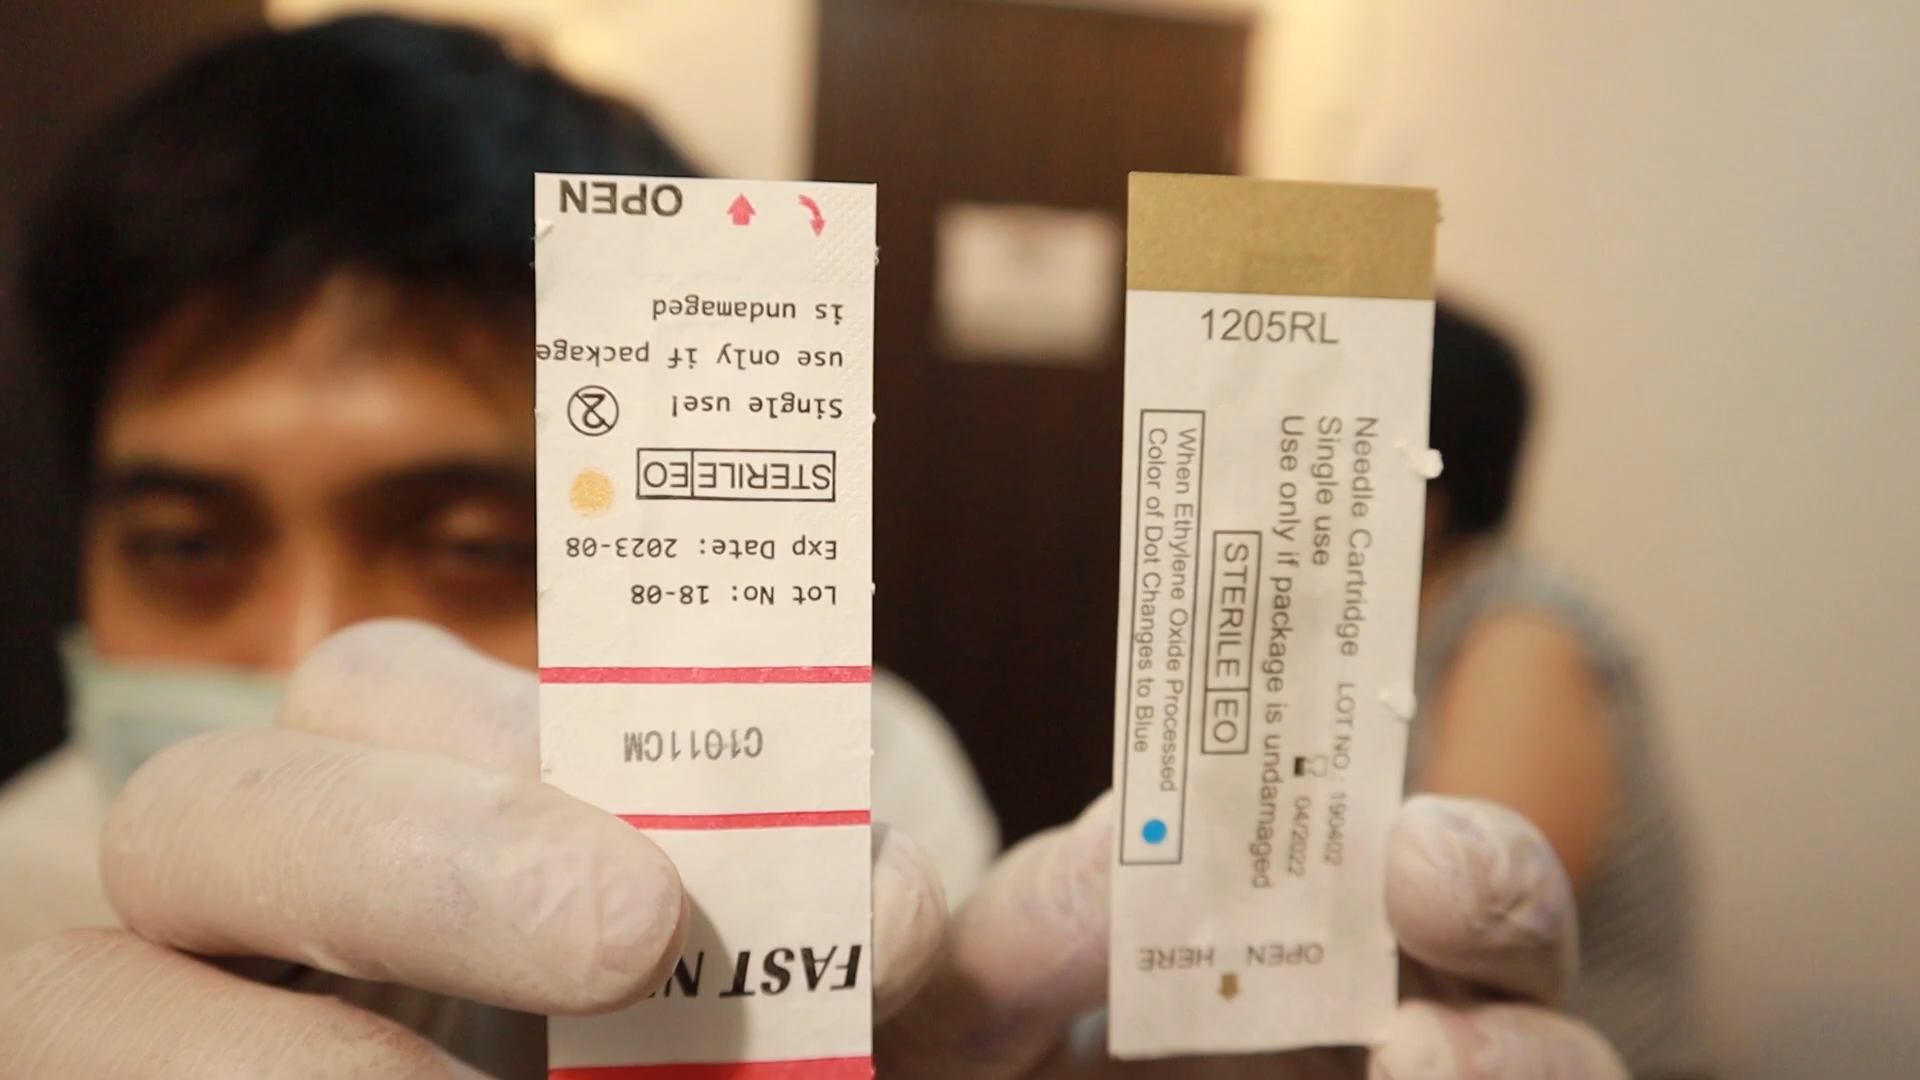 FAST N
C1011CM
Lot No: 18-08
Exp Date: 2023-08
STERILE EO
Single use! 2
use only if package
is undamaged
OPEN
1205RL
Needle Cartridge LOT NO.: 190402
Single use 04/2022
Use only if package is undamaged
STERILE EO
When Ethylene Oxide Processed
Color of Dot Changes to Blue
OPEN HERE